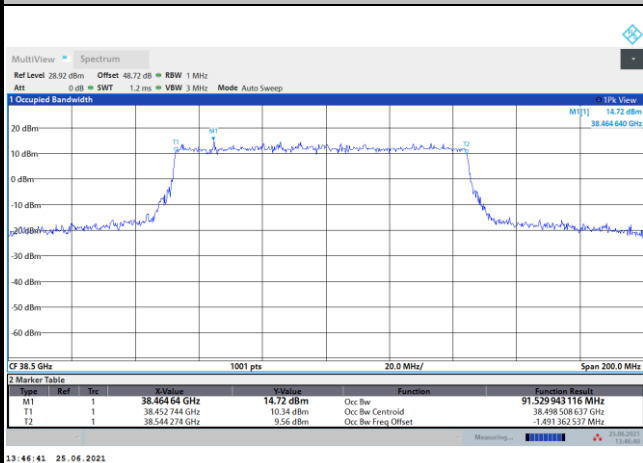 MultiView Spectrum
Ref Level 28.92 dBm Offset 48.72 dB RBW 1 MHz
Att 0 dB SWT 1.2 ms VBW 3 MHz Mode Auto Sweep
1 Occupied Bandwidth 1Pk View
M1[1] 14.72 dBm
38.464 640 GHz
20 dBm
M1
T1
T2
10 dBm
0 dBm
-10 dBm
-20 dBm
-30 dBm
-40 dBm
-50 dBm
-60 dBm
CF 38.5 GHz 1001 pts 20.0 MHz/ Span 200.0 MHz
2 Marker Table
Type Ref Trc X-Value Y-Value Function Function Result
M1 1 38.464 64 GHz 14.72 dBm Occ Bw 91.529 943 116 MHz
T1 1 38.452 744 GHz 10.34 dBm Occ Bw Centroid 38.498 508 637 GHz
T2 1 38.544 274 GHz 9.56 dBm Occ Bw Freq Offset -1.491 362 537 MHz
Measuring... 25.06.2021
13:46:40
13:46:41 25.06.2021